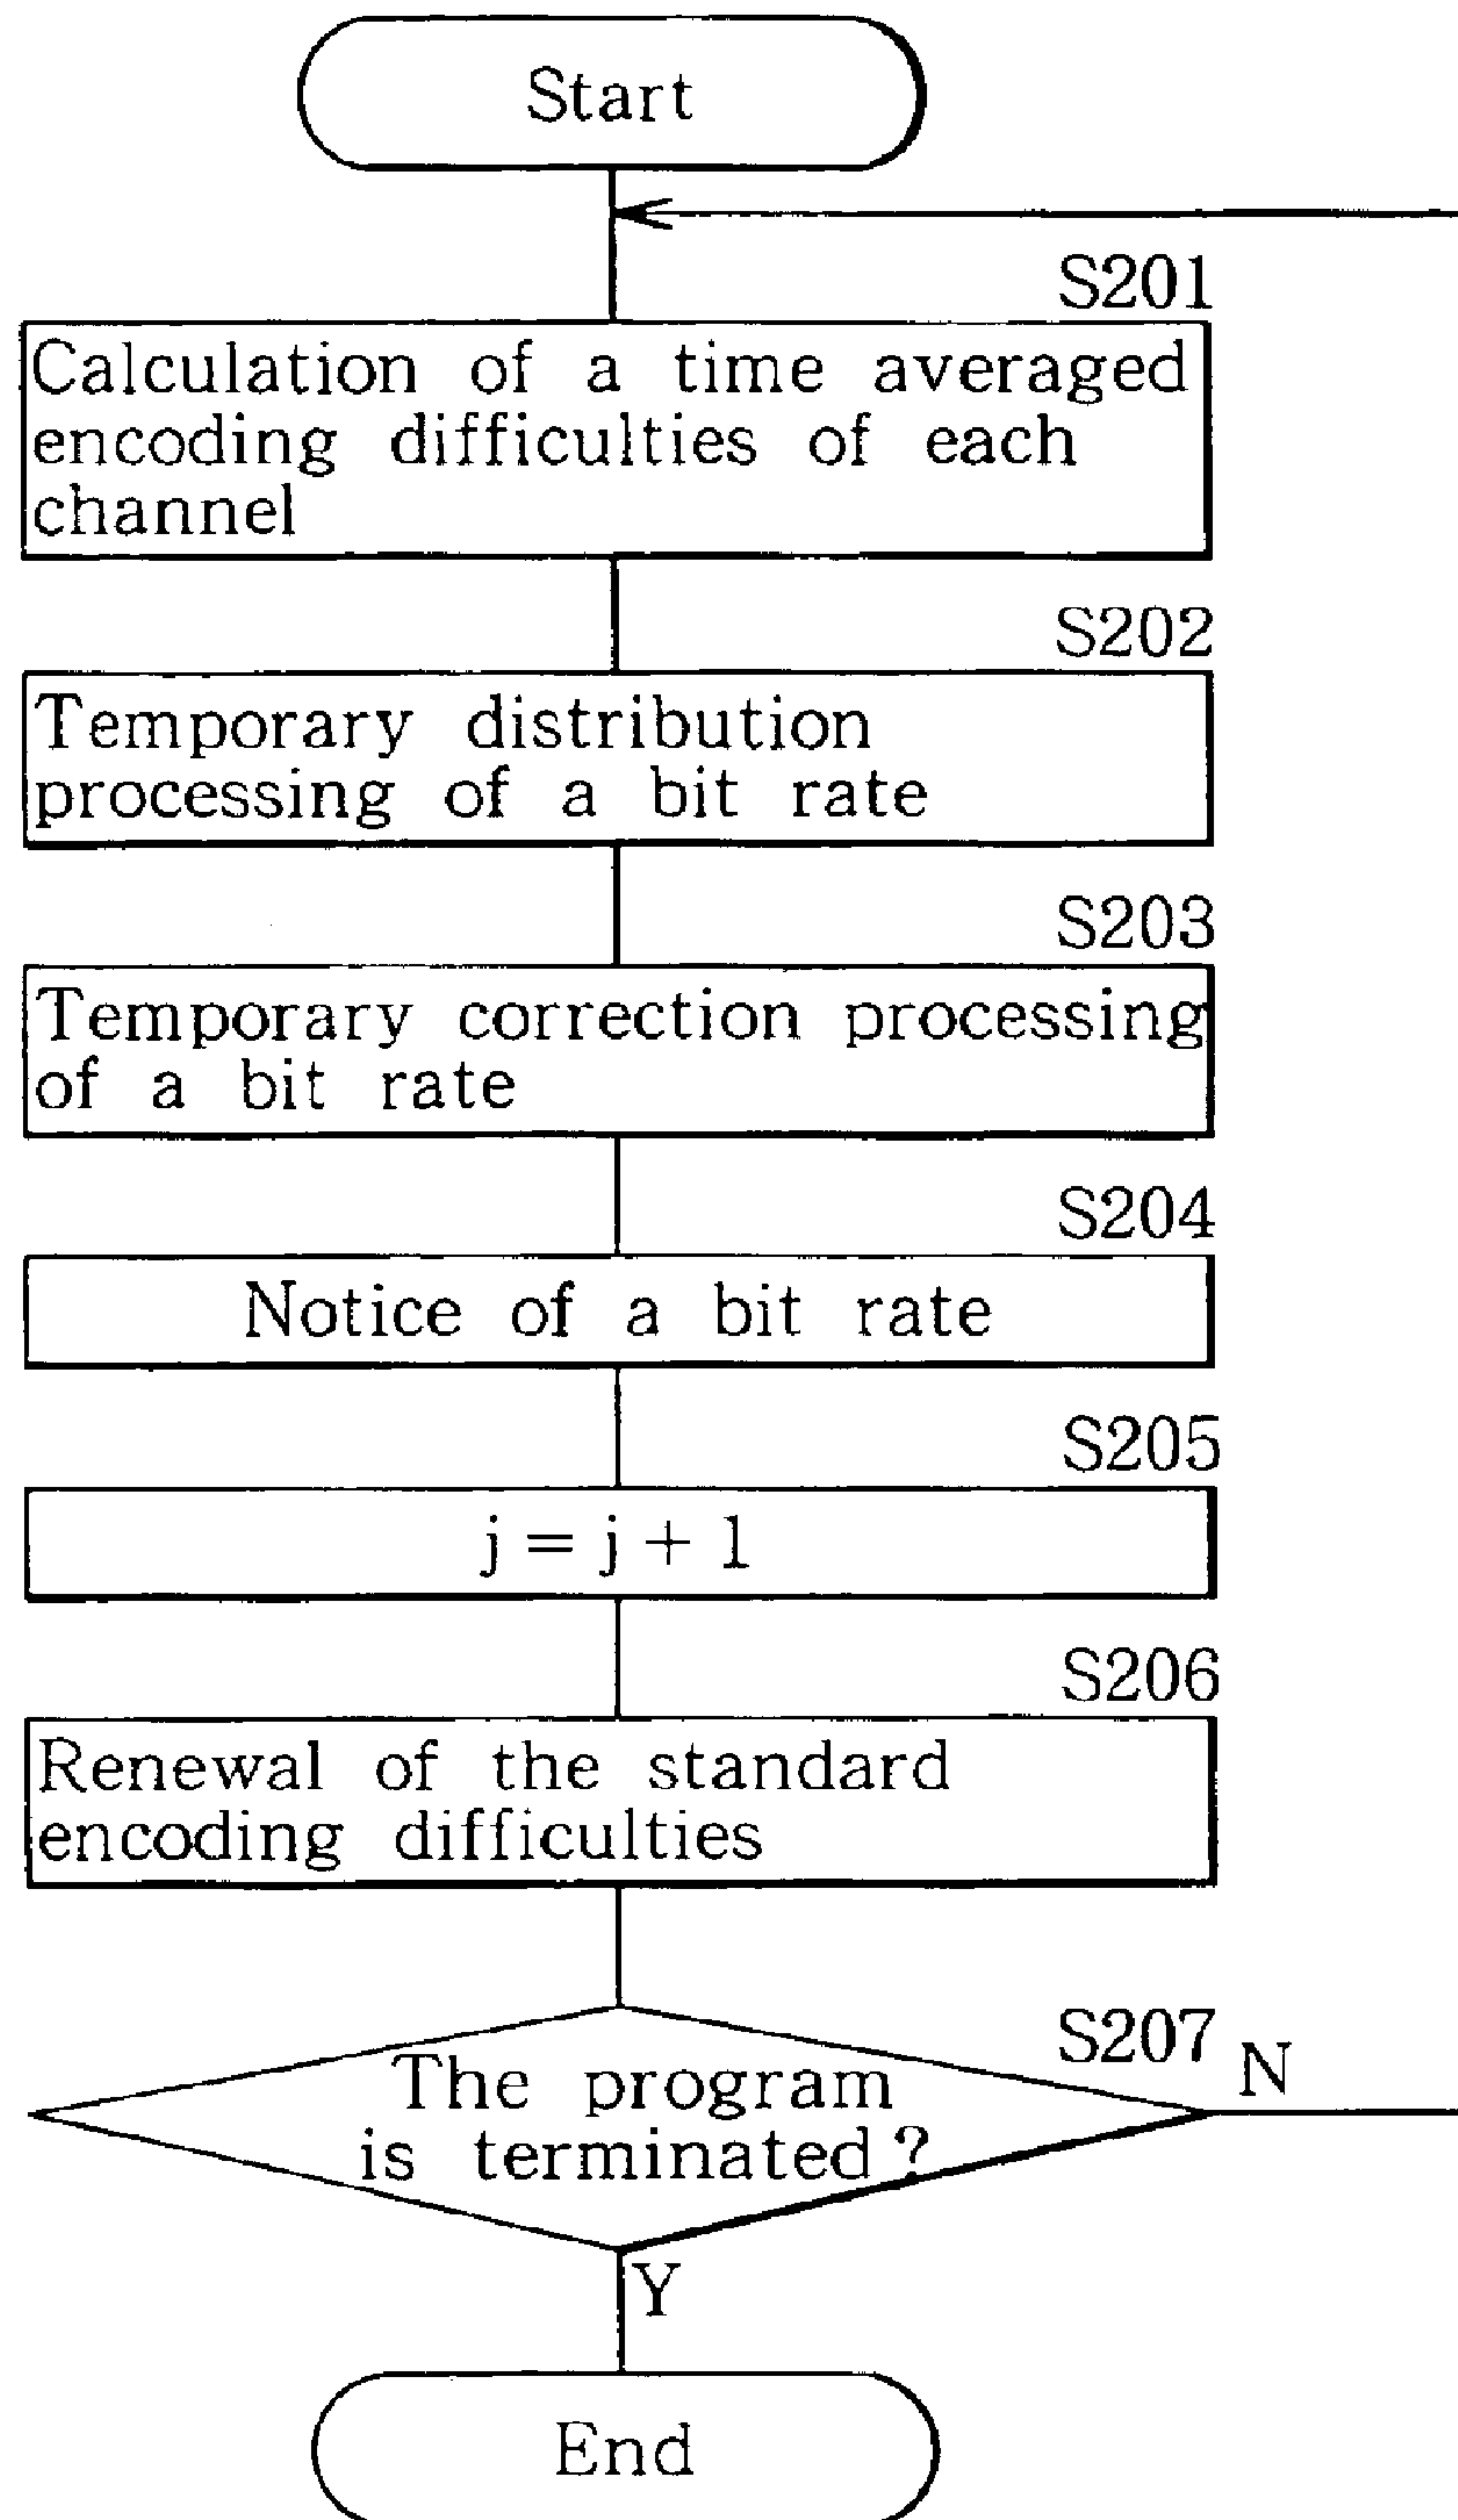 Start
S201
Calculation of a time averaged
encoding difficulties of each
channel
S202
Temporary distribution
processing of a bit rate
S203
Temporary correction processing
of a bit rate
S204
Notice of a bit rate
S205
j = j + 1
S206
Renewal of the standard
encoding difficulties
S207
N
The program
is terminated ?
Y
End